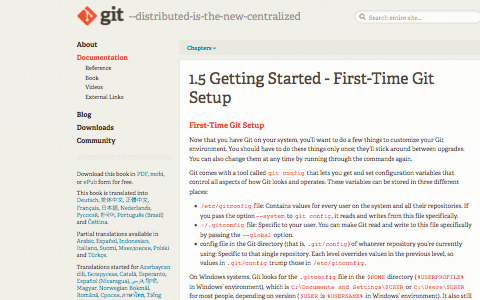 git --distributed-is-the-new-centralized
Search entire site...
About
Documentation
Reference
Book
Videos
External Links
Blog
Downloads
Community
Download this book in PDF, mobi,
or ePub form for free.
This book is translated into
Deutsch, 简体中文, 正體中文,
Français, 日本語, Nederlands,
Русский, 한국어, Português (Brasil)
and Čeština.
Partial translations available in
Arabic, Español, Indonesian,
Italiano, Suomi, Македонски, Polski
and Türkçe.
Translations started for
Azərbaycan dili,
Беларуская, Català, Esperanto,
Español (Nicaragua),
Magyar, Norwegian Bokmål,
Română, Српски, Tiếng
Chapters
1.5 Getting Started - First-Time Git
Setup
First-Time Git Setup
Now that you have Git on your system, you'll want to do a few things to customize your Git
environment. You should have to do these things only once; they'll stick around between upgrades.
You can also change them at any time by running through the commands again.
Git comes with a tool called git config that lets you get and set configuration variables that
control all aspects of how Git looks and operates. These variables can be stored in three different
places:
• /etc/gitconfig file: Contains values for every user on the system and all their repositories. If
you pass the option --system to git config, it reads and writes from this file specifically.
• ~/.gitconfig file: Specific to your user. You can make Git read and write to this file specifically
by passing the --global option.
• config file in the Git directory (that is, .git/config) of whatever repository you're currently
using: Specific to that single repository. Each level overrides values in the previous level, so
values in .git/config trump those in /etc/gitconfig.
On Windows systems, Git looks for the .gitconfig file in the $HOME directory (%USERPROFILE%
in Windows' environment), which is C:\Documents and Settings\$USER or C:\Users\$USER
for most people, depending on version ($USER is %USERNAME% in Windows' environment). It also still